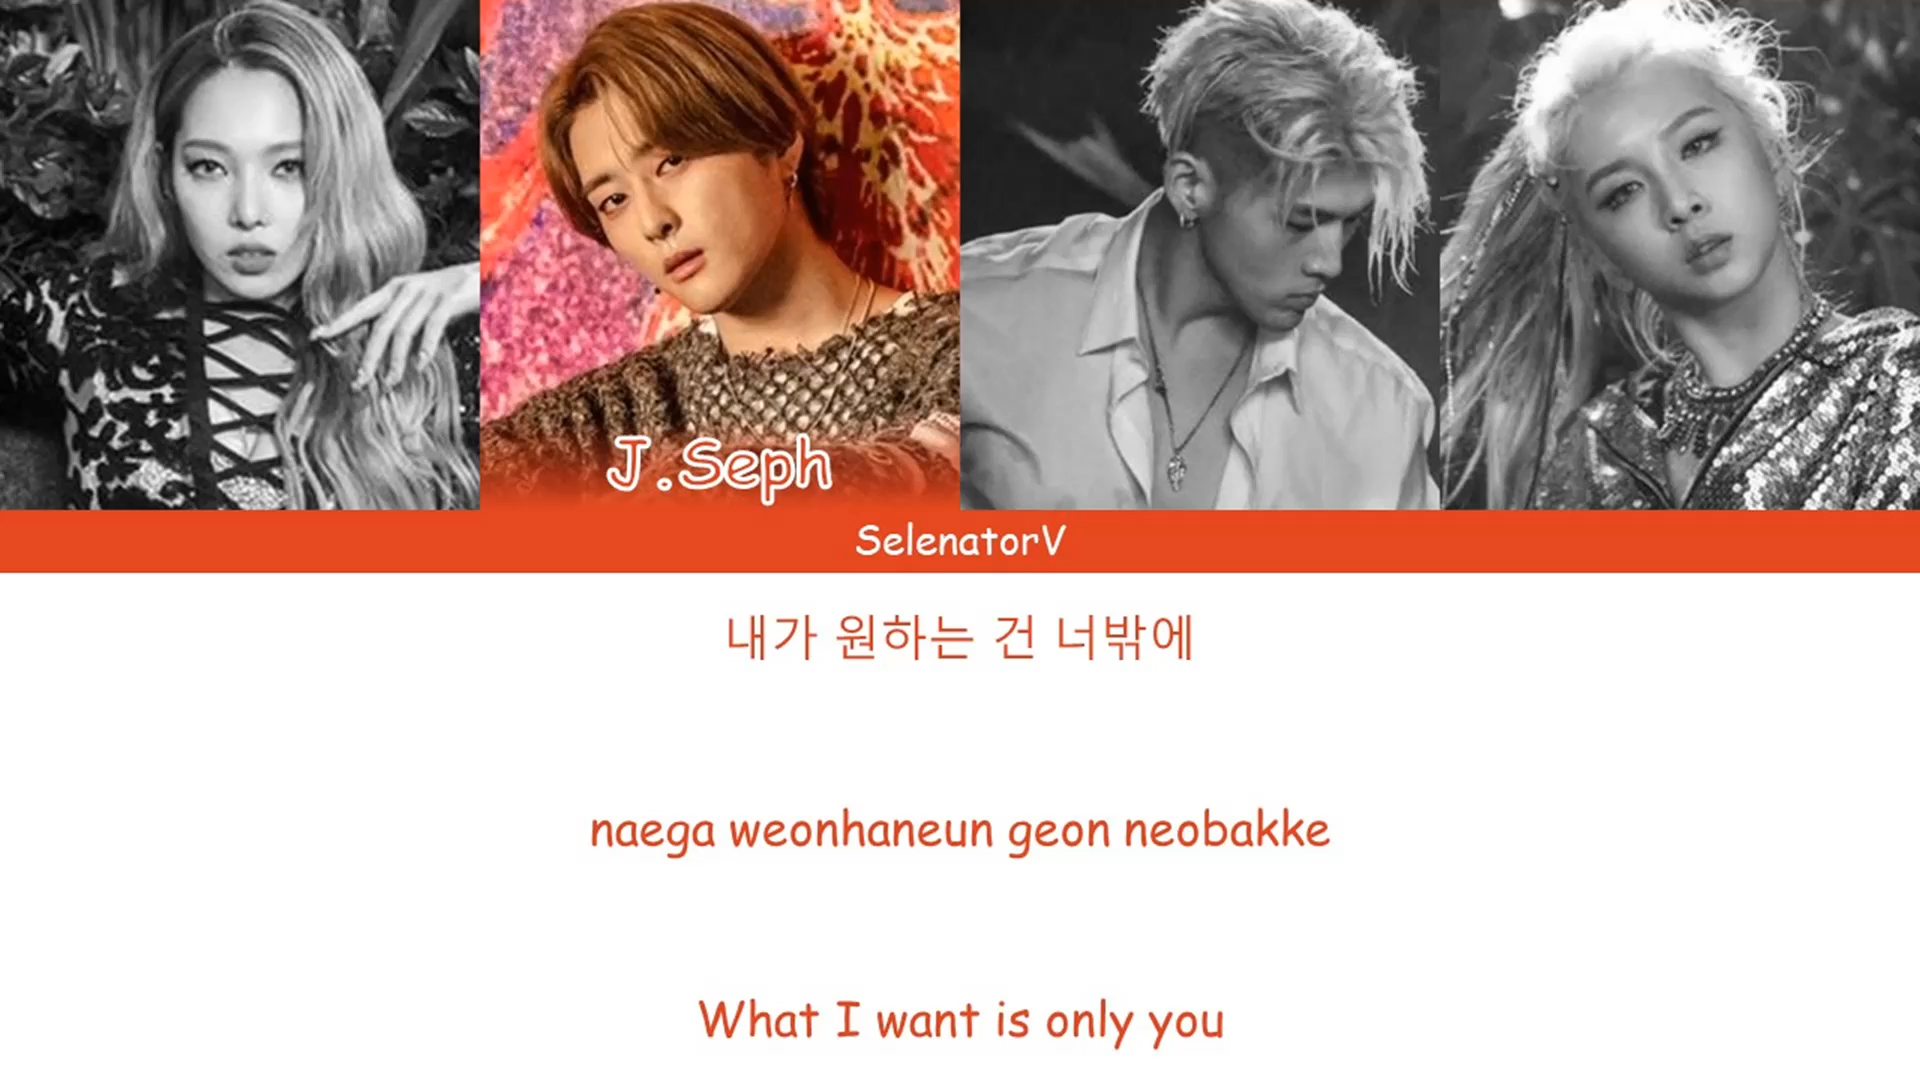 J.Seph
SelenatorV
내가 원하는 건 너밖에
naega weonhaneun geon neobakke
What I want is only you